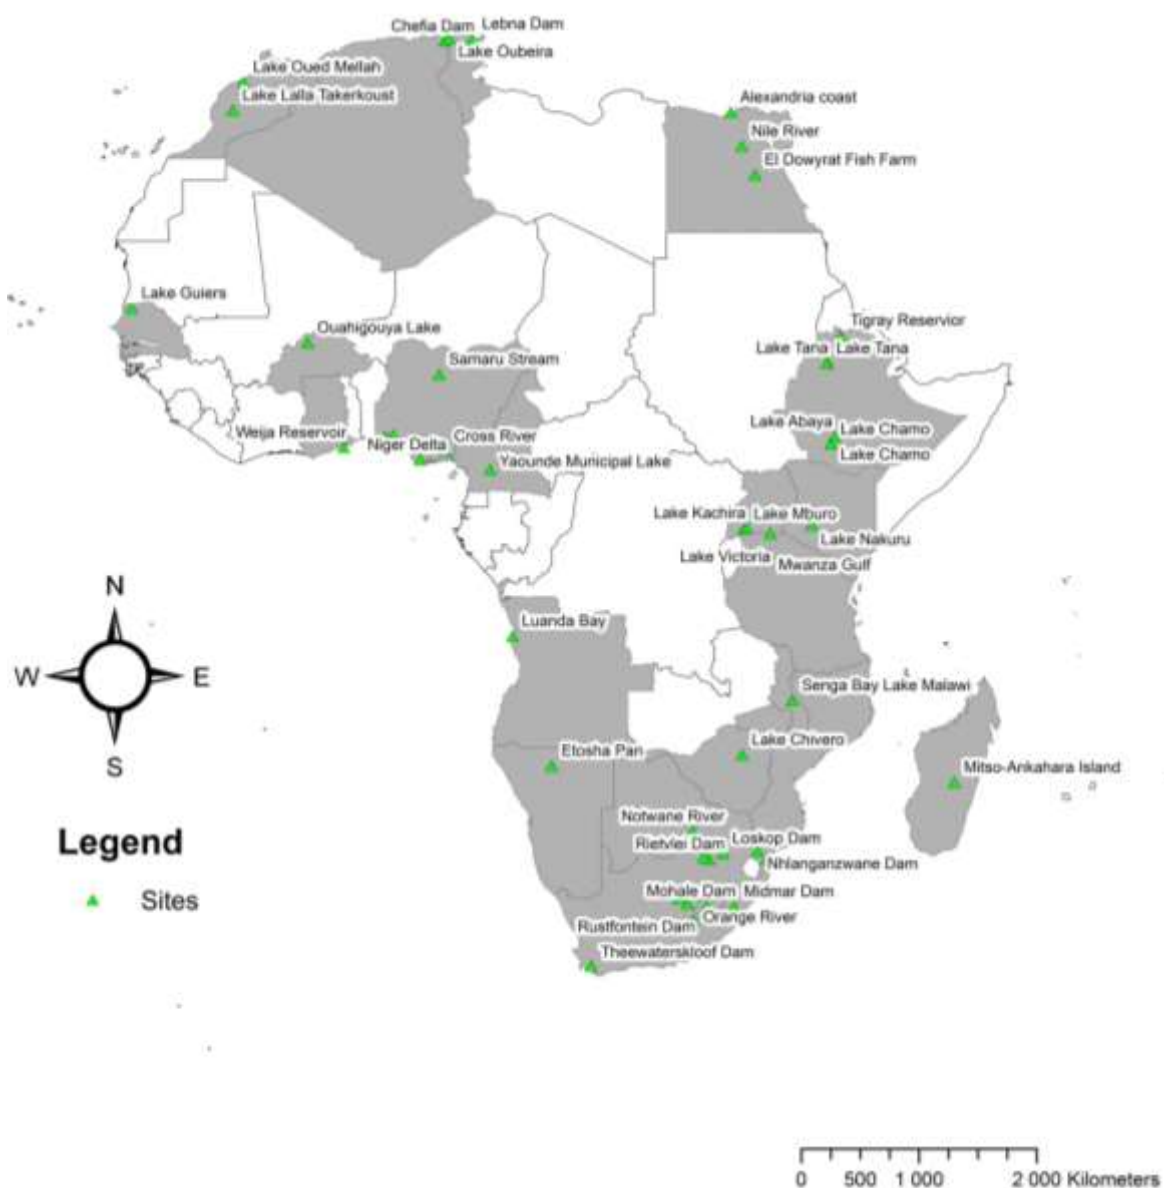 Chefia Dam
Lebna Dam
Lake Oubeira
Lake Oued Mellah
Lake Lalla Takerkoust
Alexandria coast
Nile River
El Dowyrat Fish Farm
Lake Guiers
Ouahigouya Lake
Samaru Stream
Tigray Reservior
Lake Tana
Lake Tana
Lake Abaya
Lake Chamo
Lake Chamo
Weija Reservoir
Niger Delta
Cross River
Yaounde Municipal Lake
Lake Kachira
Lake Mburo
Lake Nakuru
Lake Victoria
Mwanza Gulf
N
W
E
S
Luanda Bay
Senga Bay Lake Malawi
Lake Chivero
Etosha Pan
Mitso-Ankahara Island
Notwane River
Rietvlei Dam
Loskop Dam
Nhlanganzwane Dam
Mohale Dam
Midmar Dam
Orange River
Rustfontein Dam
Theewaterskloof Dam
Legend
Sites
0 500 1 000 2 000 Kilometers